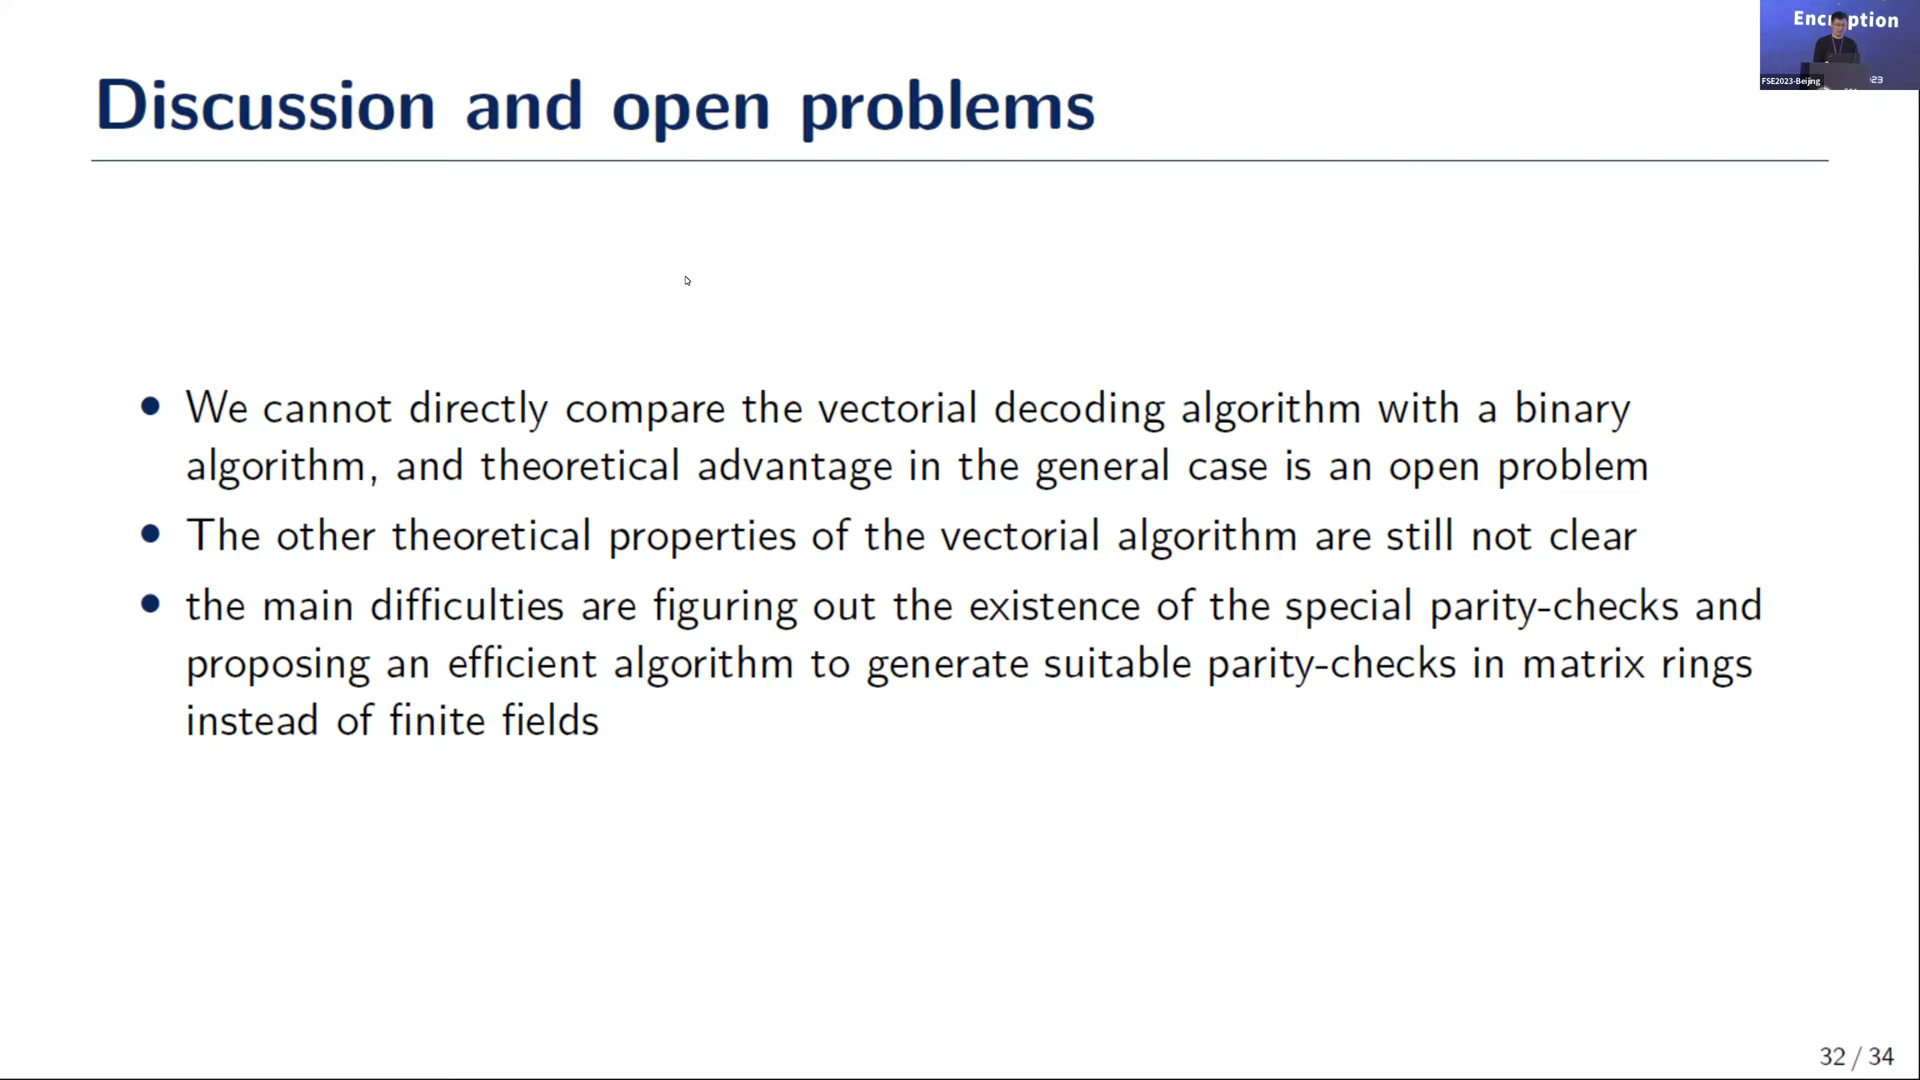 Encryption
FSE2023-Beijing
Discussion and open problems
• We cannot directly compare the vectorial decoding algorithm with a binary
algorithm, and theoretical advantage in the general case is an open problem
• The other theoretical properties of the vectorial algorithm are still not clear
• the main difficulties are figuring out the existence of the special parity-checks and
proposing an efficient algorithm to generate suitable parity-checks in matrix rings
instead of finite fields
32 / 34